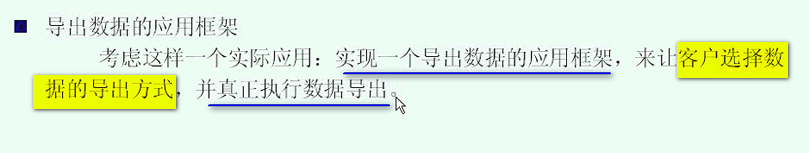 导出数据的应用框架
考虑这样一个实际应用：实现一个导出数据的应用框架，来让客户选择数
据的导出方式，并真正执行数据导出。